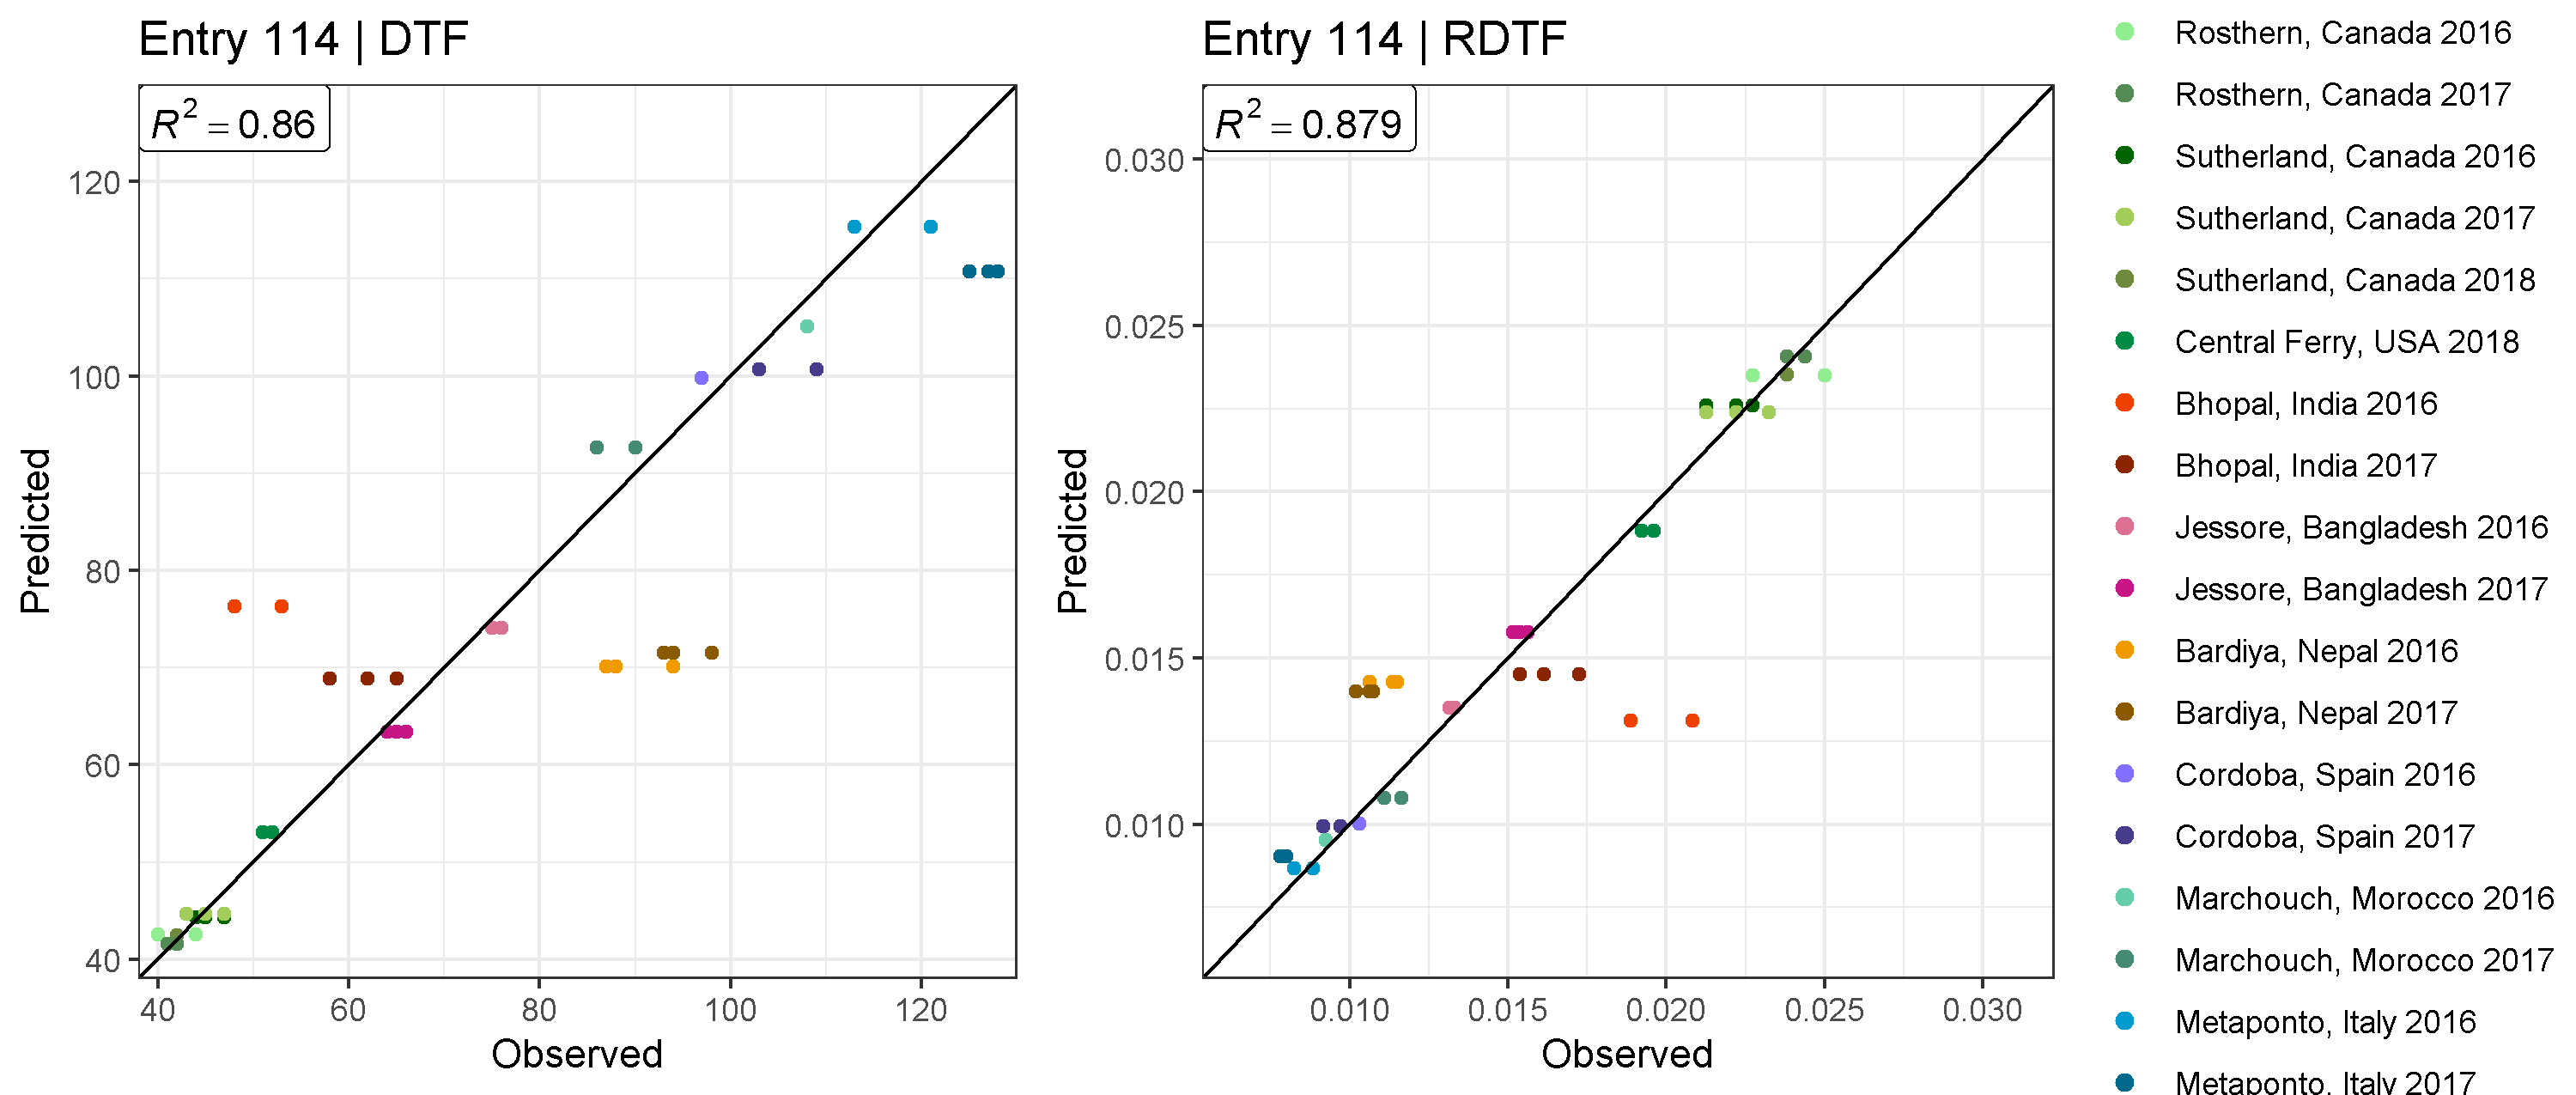 Entry 114 | DTF
R² = 0.86
120
100
80
60
40
40 60 80 100 120
Predicted
Observed
Entry 114 | RDTF
R² = 0.879
0.030
0.025
0.020
0.015
0.010
0.010 0.015 0.020 0.025 0.030
Predicted
Observed
Rosthern, Canada 2016
Rosthern, Canada 2017
Sutherland, Canada 2016
Sutherland, Canada 2017
Sutherland, Canada 2018
Central Ferry, USA 2018
Bhopal, India 2016
Bhopal, India 2017
Jessore, Bangladesh 2016
Jessore, Bangladesh 2017
Bardiya, Nepal 2016
Bardiya, Nepal 2017
Cordoba, Spain 2016
Cordoba, Spain 2017
Marchouch, Morocco 2016
Marchouch, Morocco 2017
Metaponto, Italy 2016
Metaponto, Italy 2017